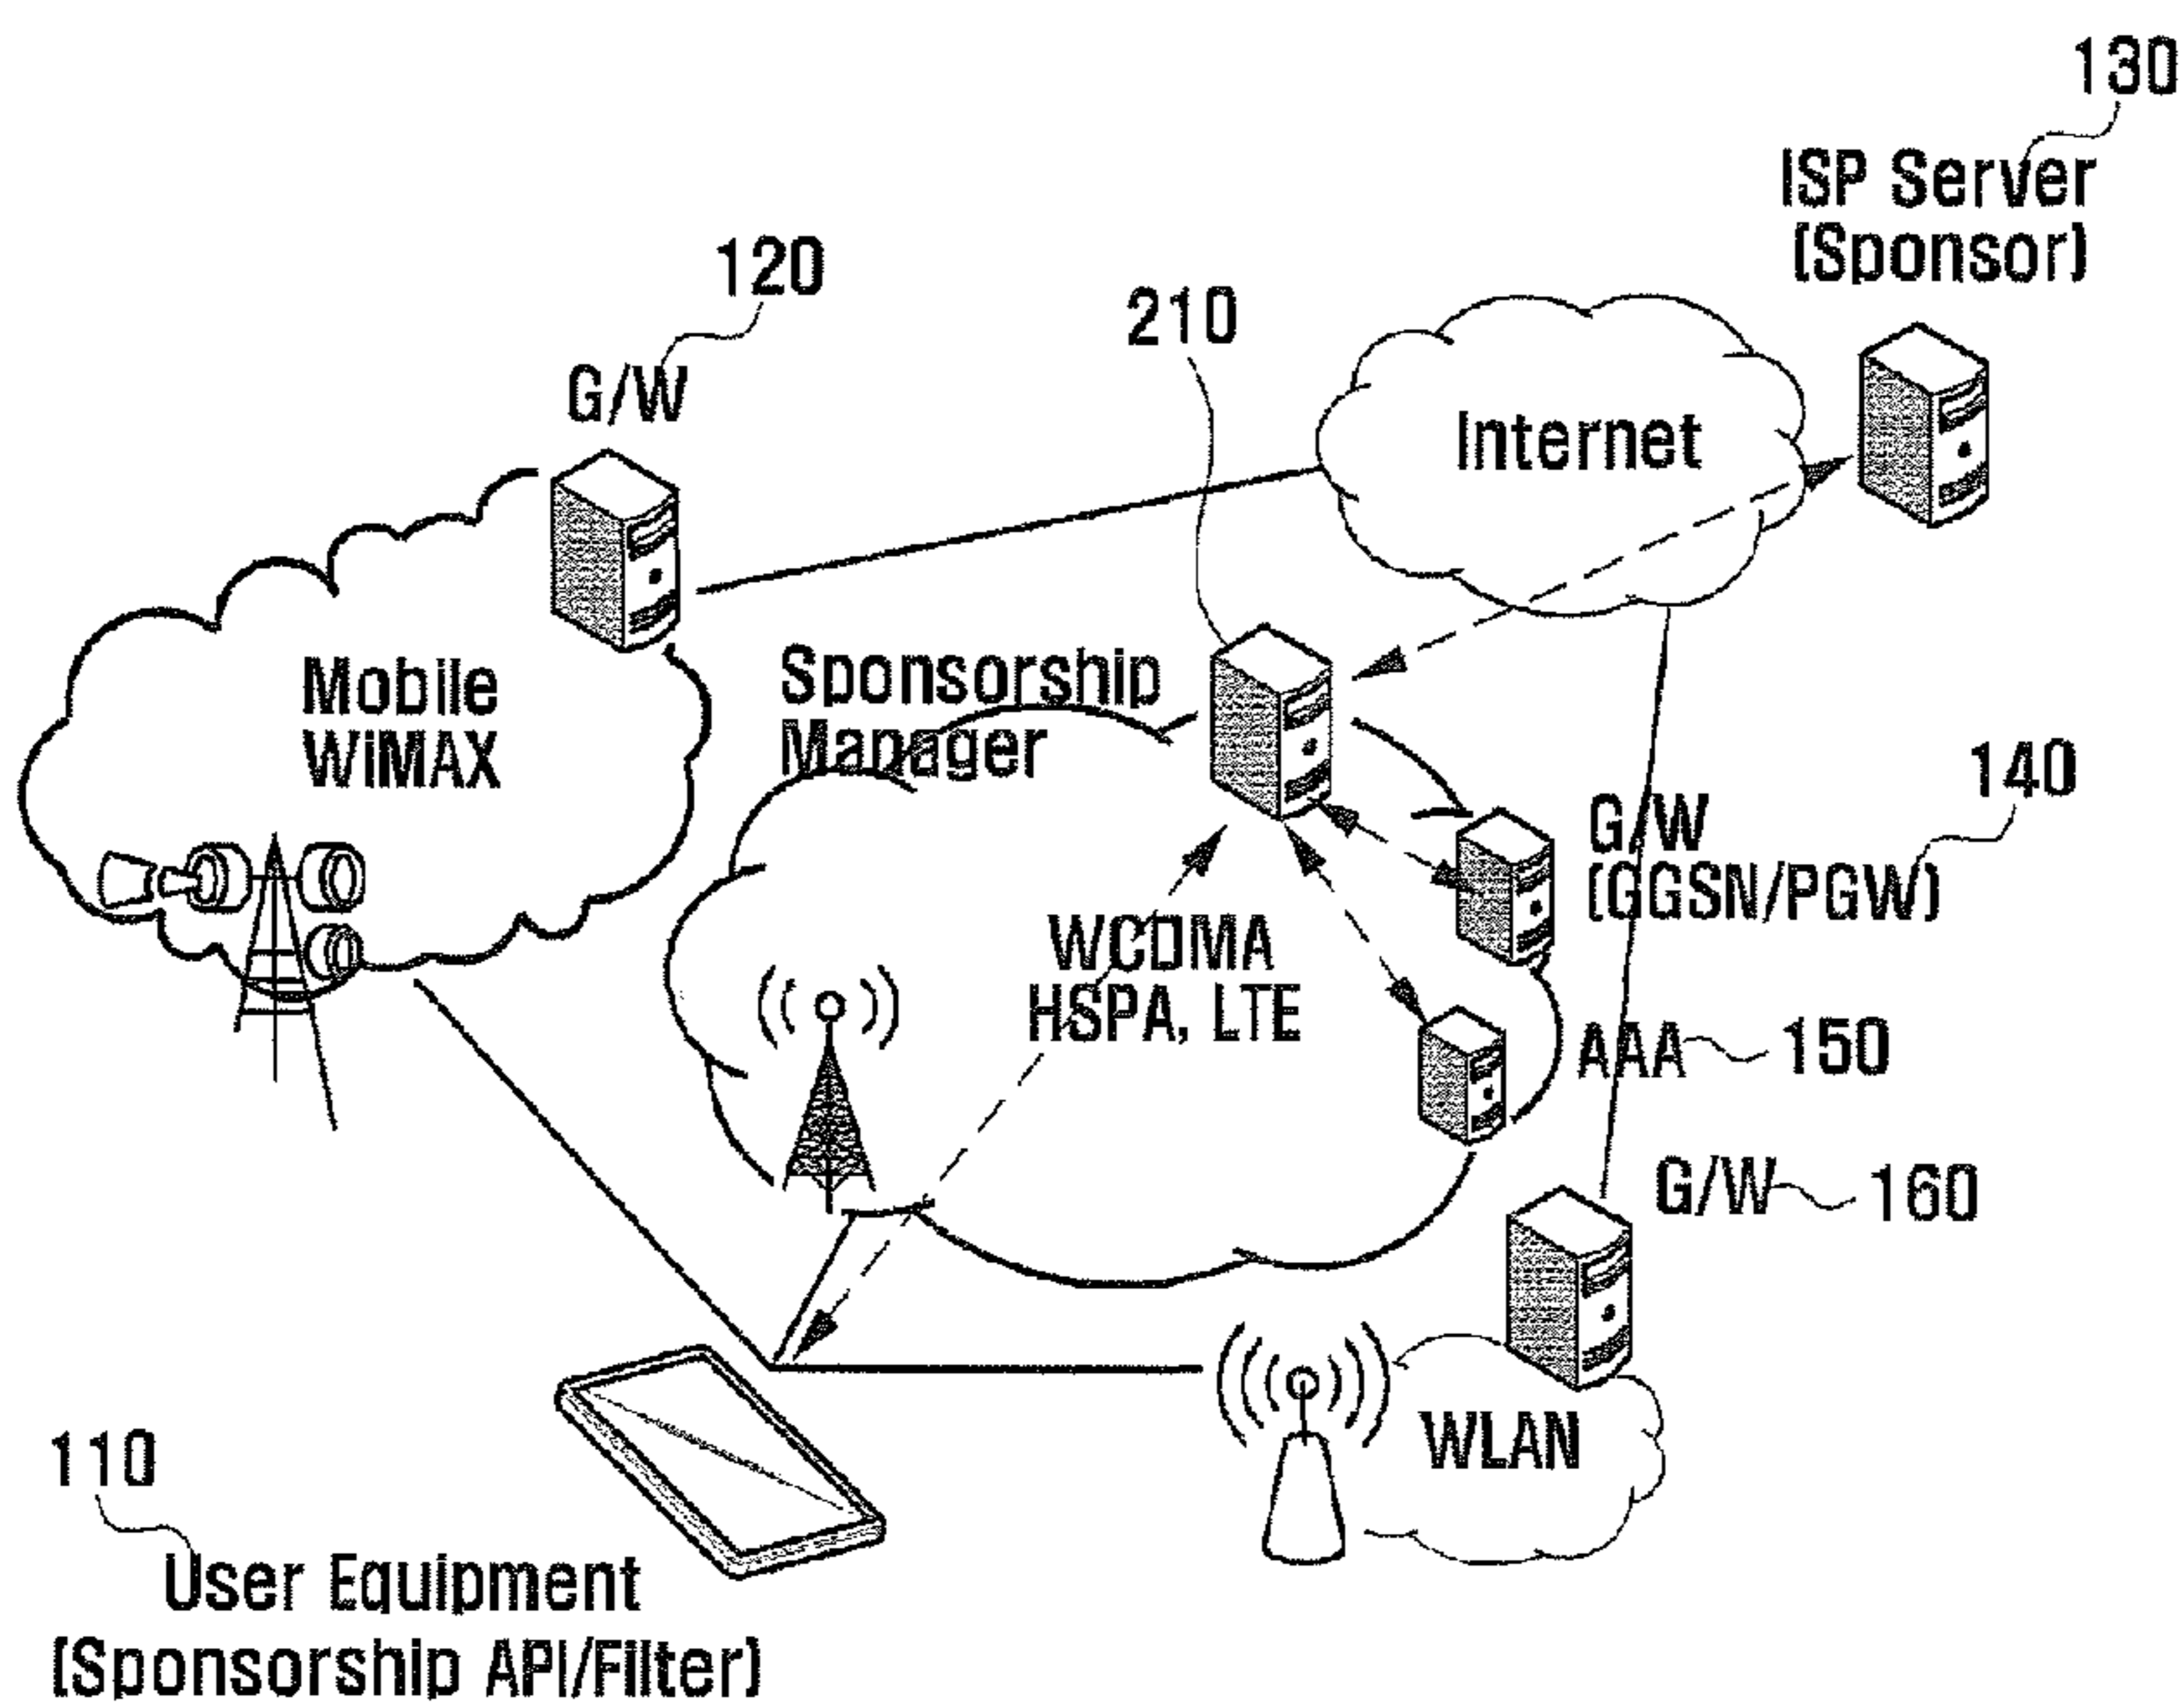 130
ISP Server
(Sponsor)
120
G/W
210
Internet
Mobile
WiMAX
Sponsorship
Manager
140
G/W
(GGSN/PGW)
WCDMA
HSPA, LTE
AAA
150
G/W
160
WLAN
110
User Equipment
(Sponsorship API/Filter)